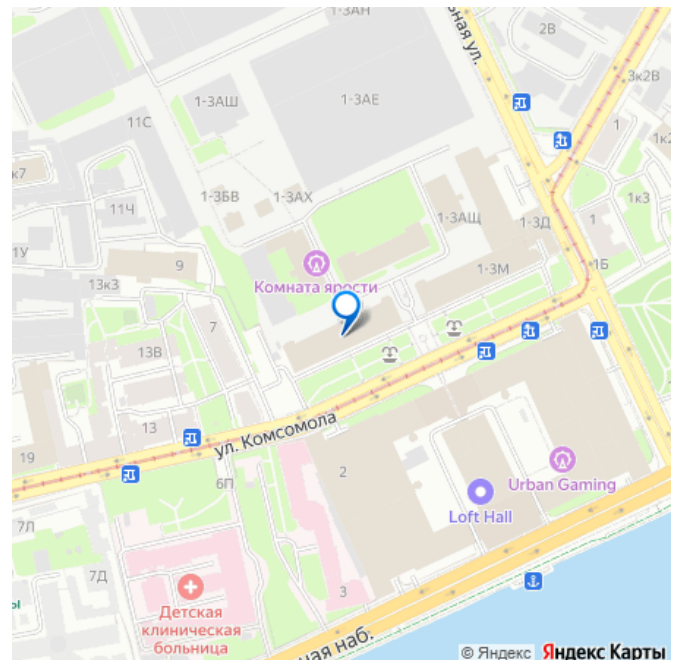 1-3АН
ьная ул.
2В
3к2В
1-3АШ
1-3АЕ
11С
1
1к2
к7
1-3БВ
1-3АХ
11Ч
1к3
1-3АЩ
1
1-3Д
1У
9
1-3М
1Б
13к3
Комната ярости
7
13В
13
ул. Комсомола
19
2
6П
Urban Gaming
Loft Hall
7Л
7Д
3
ы
Детская
клиническая
больница
ная наб.
© Яндекс Яндекс Карты